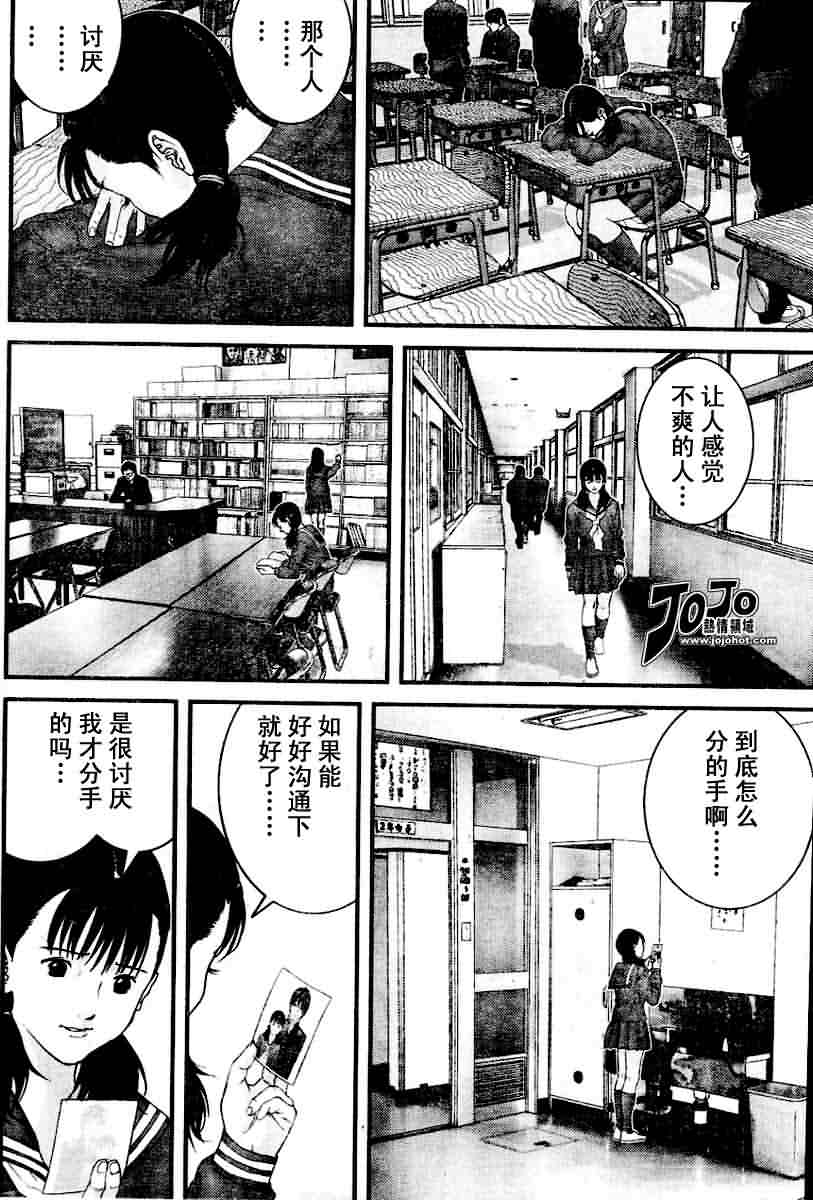 那个人
……
…
讨厌
……
…
让人感觉
不爽的人…
JOJO
熱情領域
www.jojohot.com
到底怎么
分的手啊……
如果能
好好沟通下
就好了……
是很讨厌
我才分手
的吗…